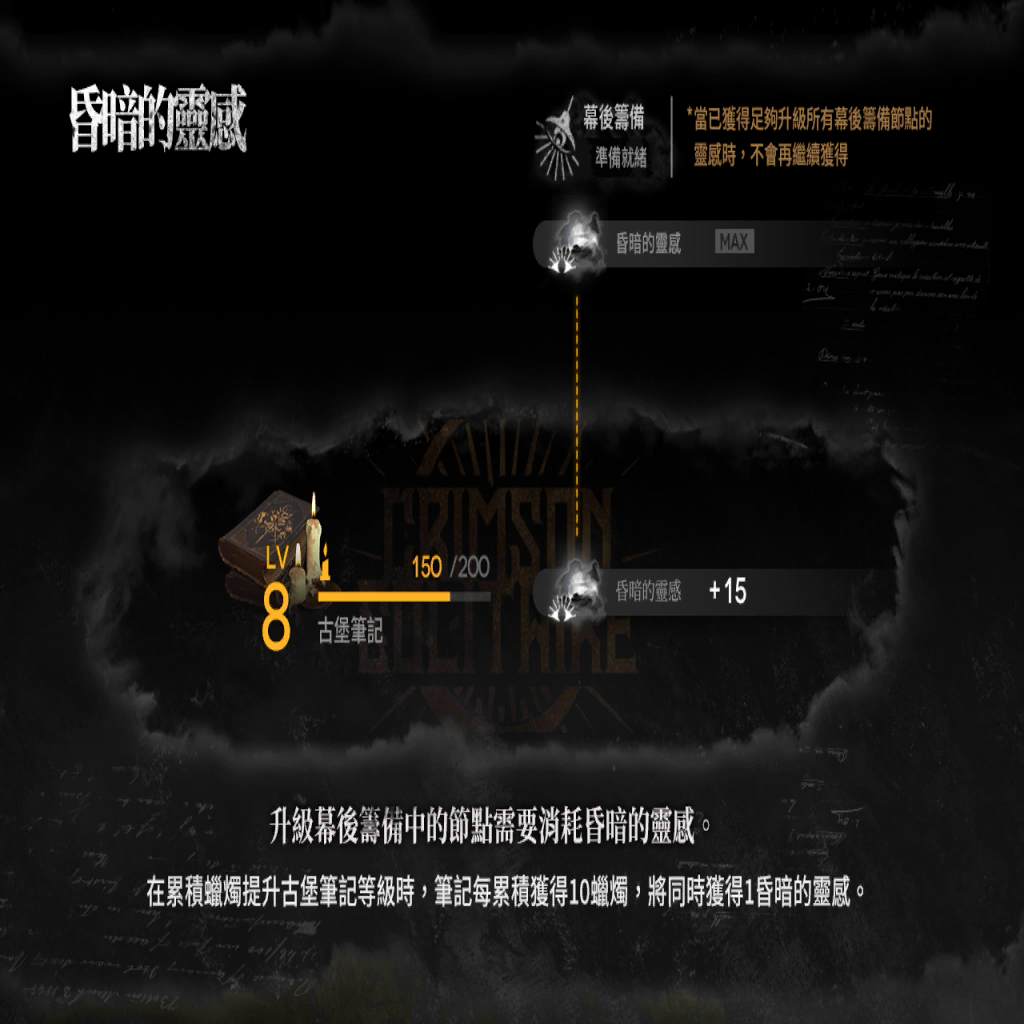 昏暗的靈感
幕後籌備
準備就緒
*當已獲得足夠升級所有幕後籌備節點的
靈感時，不會再繼續獲得
昏暗的靈感 MAX
CRIMSON
SOLITAIRE
LV
8
150 /200
古堡筆記
昏暗的靈感 +15
升級幕後籌備中的節點需要消耗昏暗的靈感。
在累積蠟燭提升古堡筆記等級時，筆記每累積獲得10蠟燭，將同時獲得1昏暗的靈感。